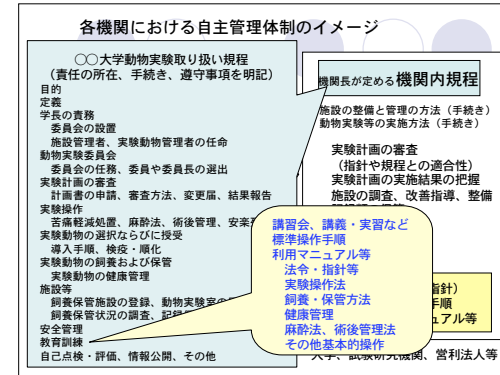 各機関における自主管理体制のイメージ
○○大学動物実験取り扱い規程
（責任の所在、手続き、遵守事項を明記）
目的
定義
学長の責務
委員会の設置
施設管理者、実験動物管理者の任命
動物実験委員会
委員会の任務、委員や委員長の選出
実験計画の審査
計画書の申請、審査方法、変更届、結果報告
実験操作
苦痛軽減処置、麻酔法、術後管理、安楽
実験動物の選択ならびに授受
導入手順、検疫・順化
実験動物の飼養および保管
実験動物の健康管理
施設等
飼養保管施設の登録、動物実験室の
飼養保管状況の調査、記録
安全管理
教育訓練
自己点検・評価、情報公開、その他
機関長が定める機関内規程
施設の整備と管理の方法（手続き）
動物実験等の実施方法（手続き）
実験計画の審査
（指針や規程との適合性）
実験計画の実施結果の把握
施設の調査、改善指導、整備
講習会、講義・実習など
標準操作手順
利用マニュアル等
法令・指針等
実験操作法
飼養・保管方法
健康管理
麻酔法、術後管理法
その他基本的操作
指針）
手順
ュアル等
大学、試験研究機関、営利法人等